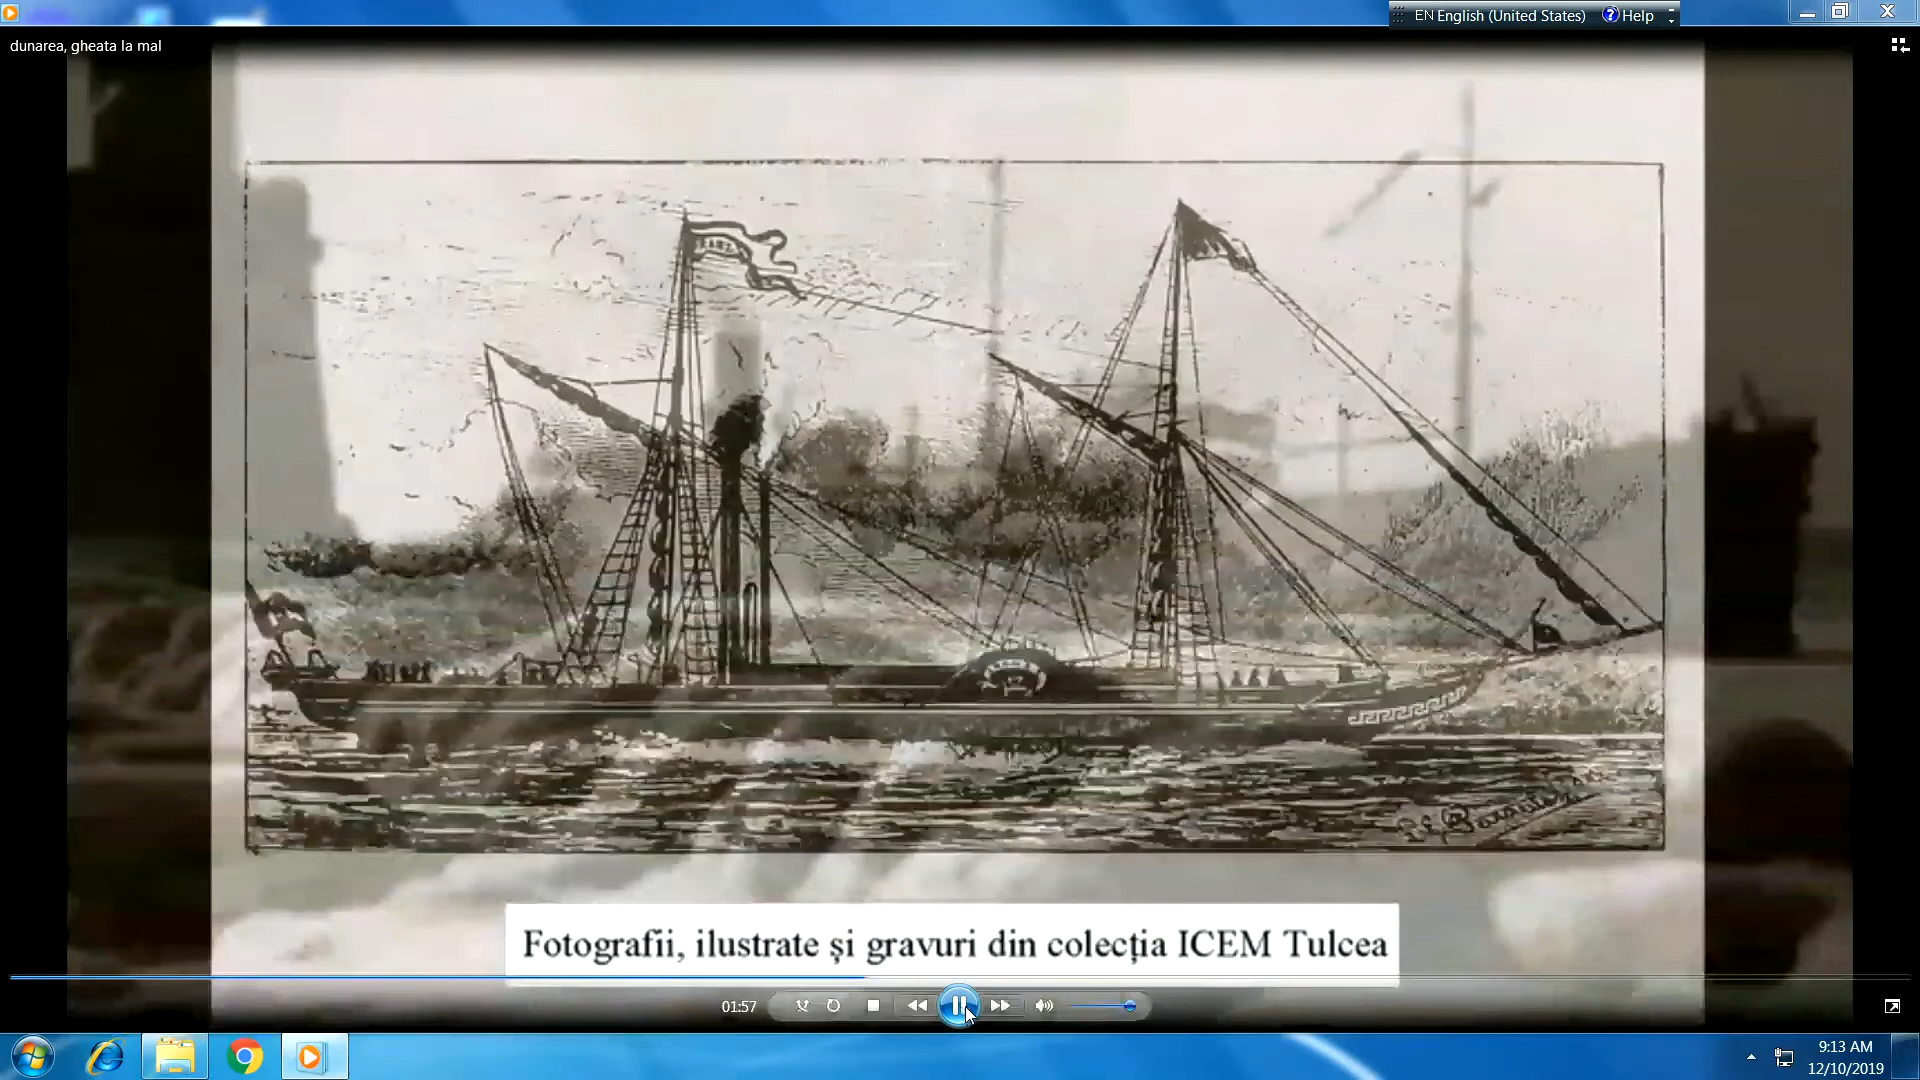 EN English (United States) Help
dunarea, gheata la mal
Fotografii, ilustrate și gravuri din colecția ICEM Tulcea
01:57
9:13 AM
12/10/2019